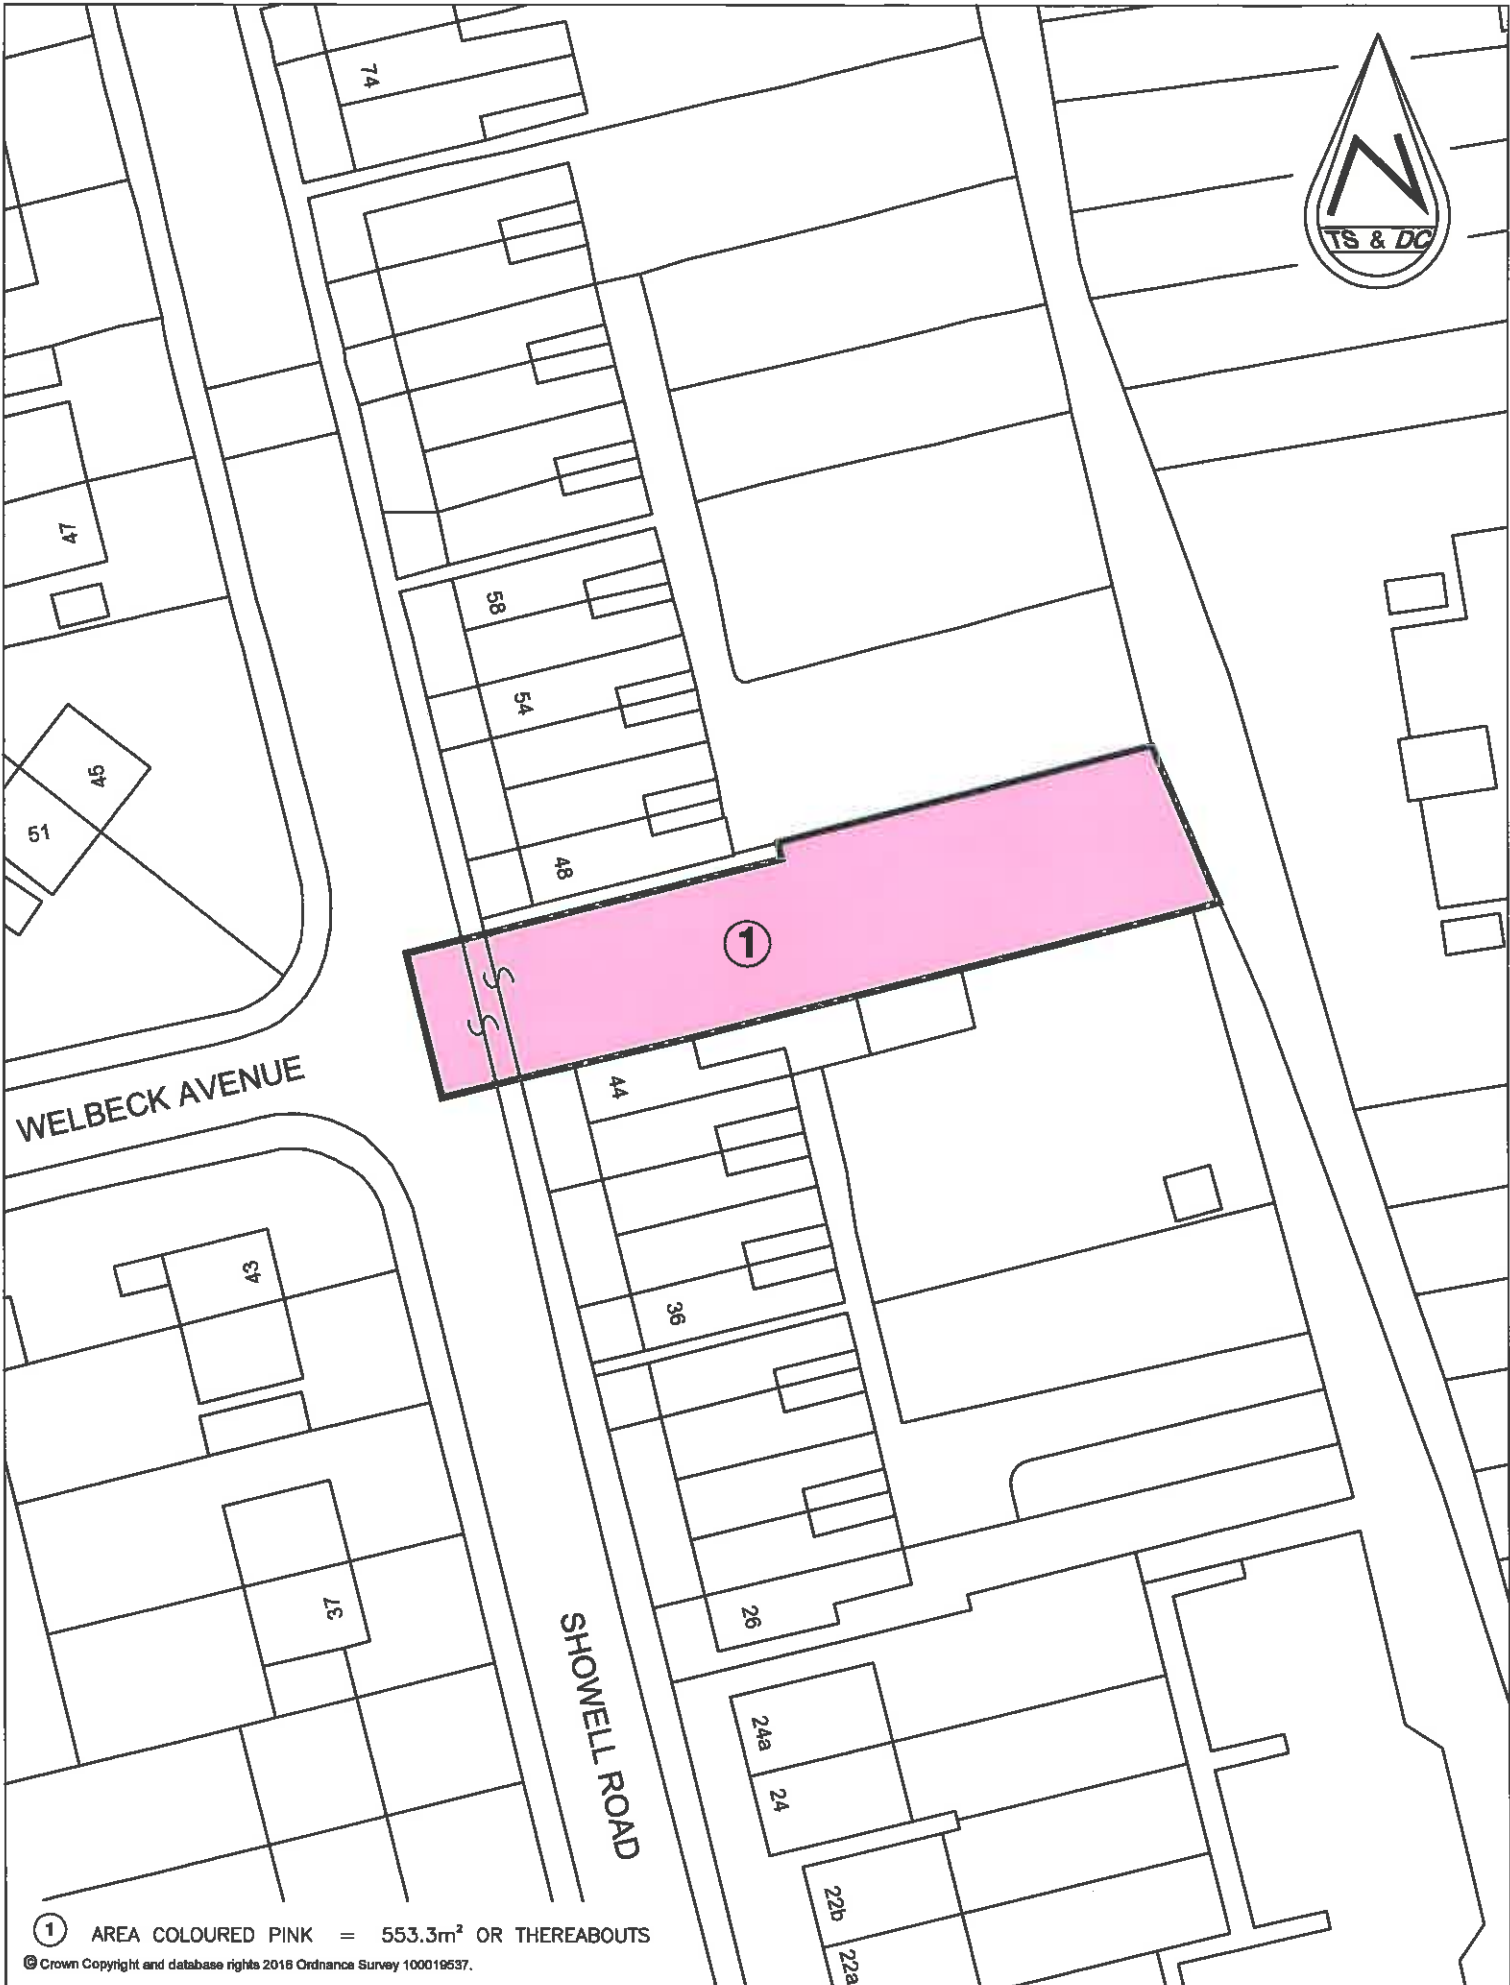 74
N
TS & DC
47
58
54
45
51
48
1
S
S
WELBECK AVENUE
44
43
36
37
26
SHOWELL ROAD
24a
24
22b
22a
1 AREA COLOURED PINK = 553.3m² OR THEREABOUTS
© Crown Copyright and database rights 2016 Ordnance Survey 100019537.